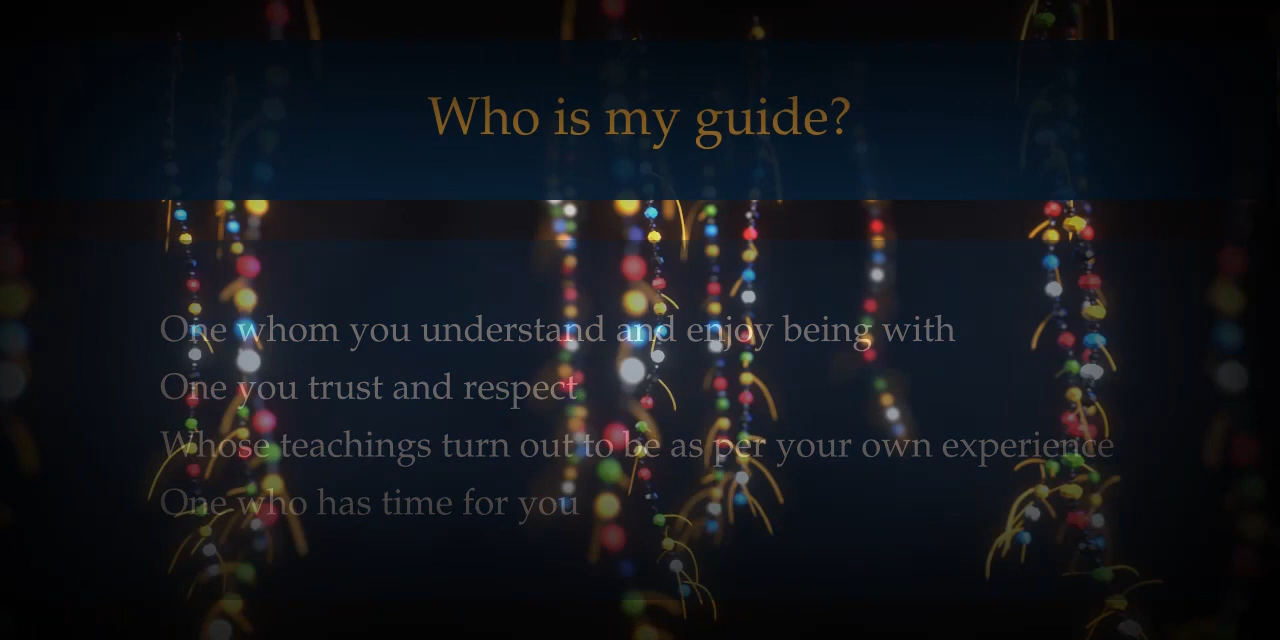 Who is my guide?
One whom you understand and enjoy being with
One you trust and respect
Whose teachings turn out to be as per your own experience
One who has time for you